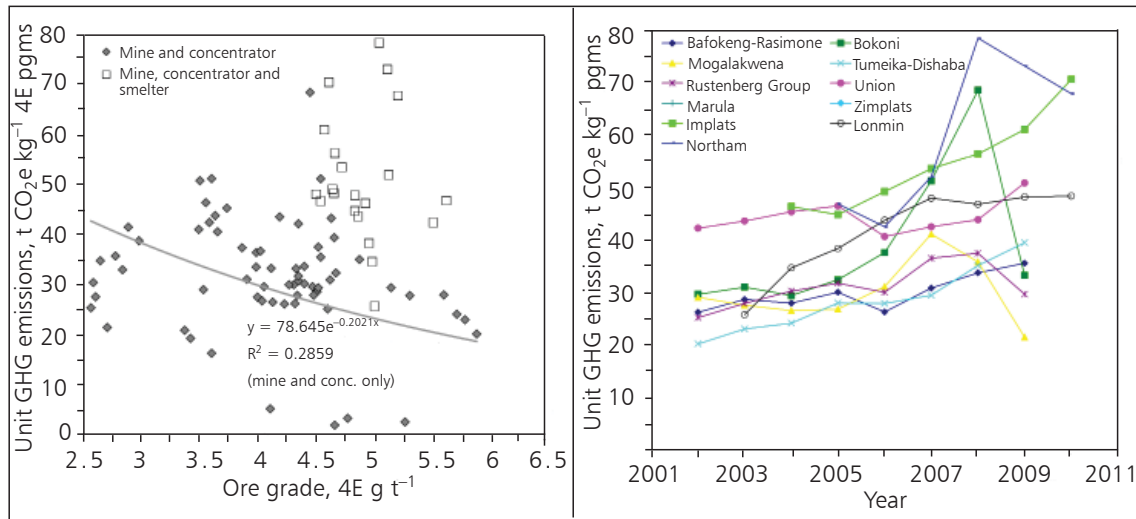 Unit GHG emissions, t CO₂e kg⁻¹ 4E pgms
80
70
60
50
40
30
20
10
0
Mine and concentrator
Mine, concentrator and
smelter
y = 78.645e⁻⁰·²⁰²¹ˣ
R² = 0.2859
(mine and conc. only)
2.5 3.5 4 4.5 5 5.5 6 6.5
Ore grade, 4E g t⁻¹
Unit GHG emissions, t CO₂e kg⁻¹ pgms
80
70
60
50
40
30
20
10
Bafokeng-Rasimone
Mogalakwena
Rustenberg Group
Marula
Implats
Northam
Bokoni
Tumeika-Dishaba
Union
Zimplats
Lonmin
2001 2003 2005 2007 2009 2011
Year